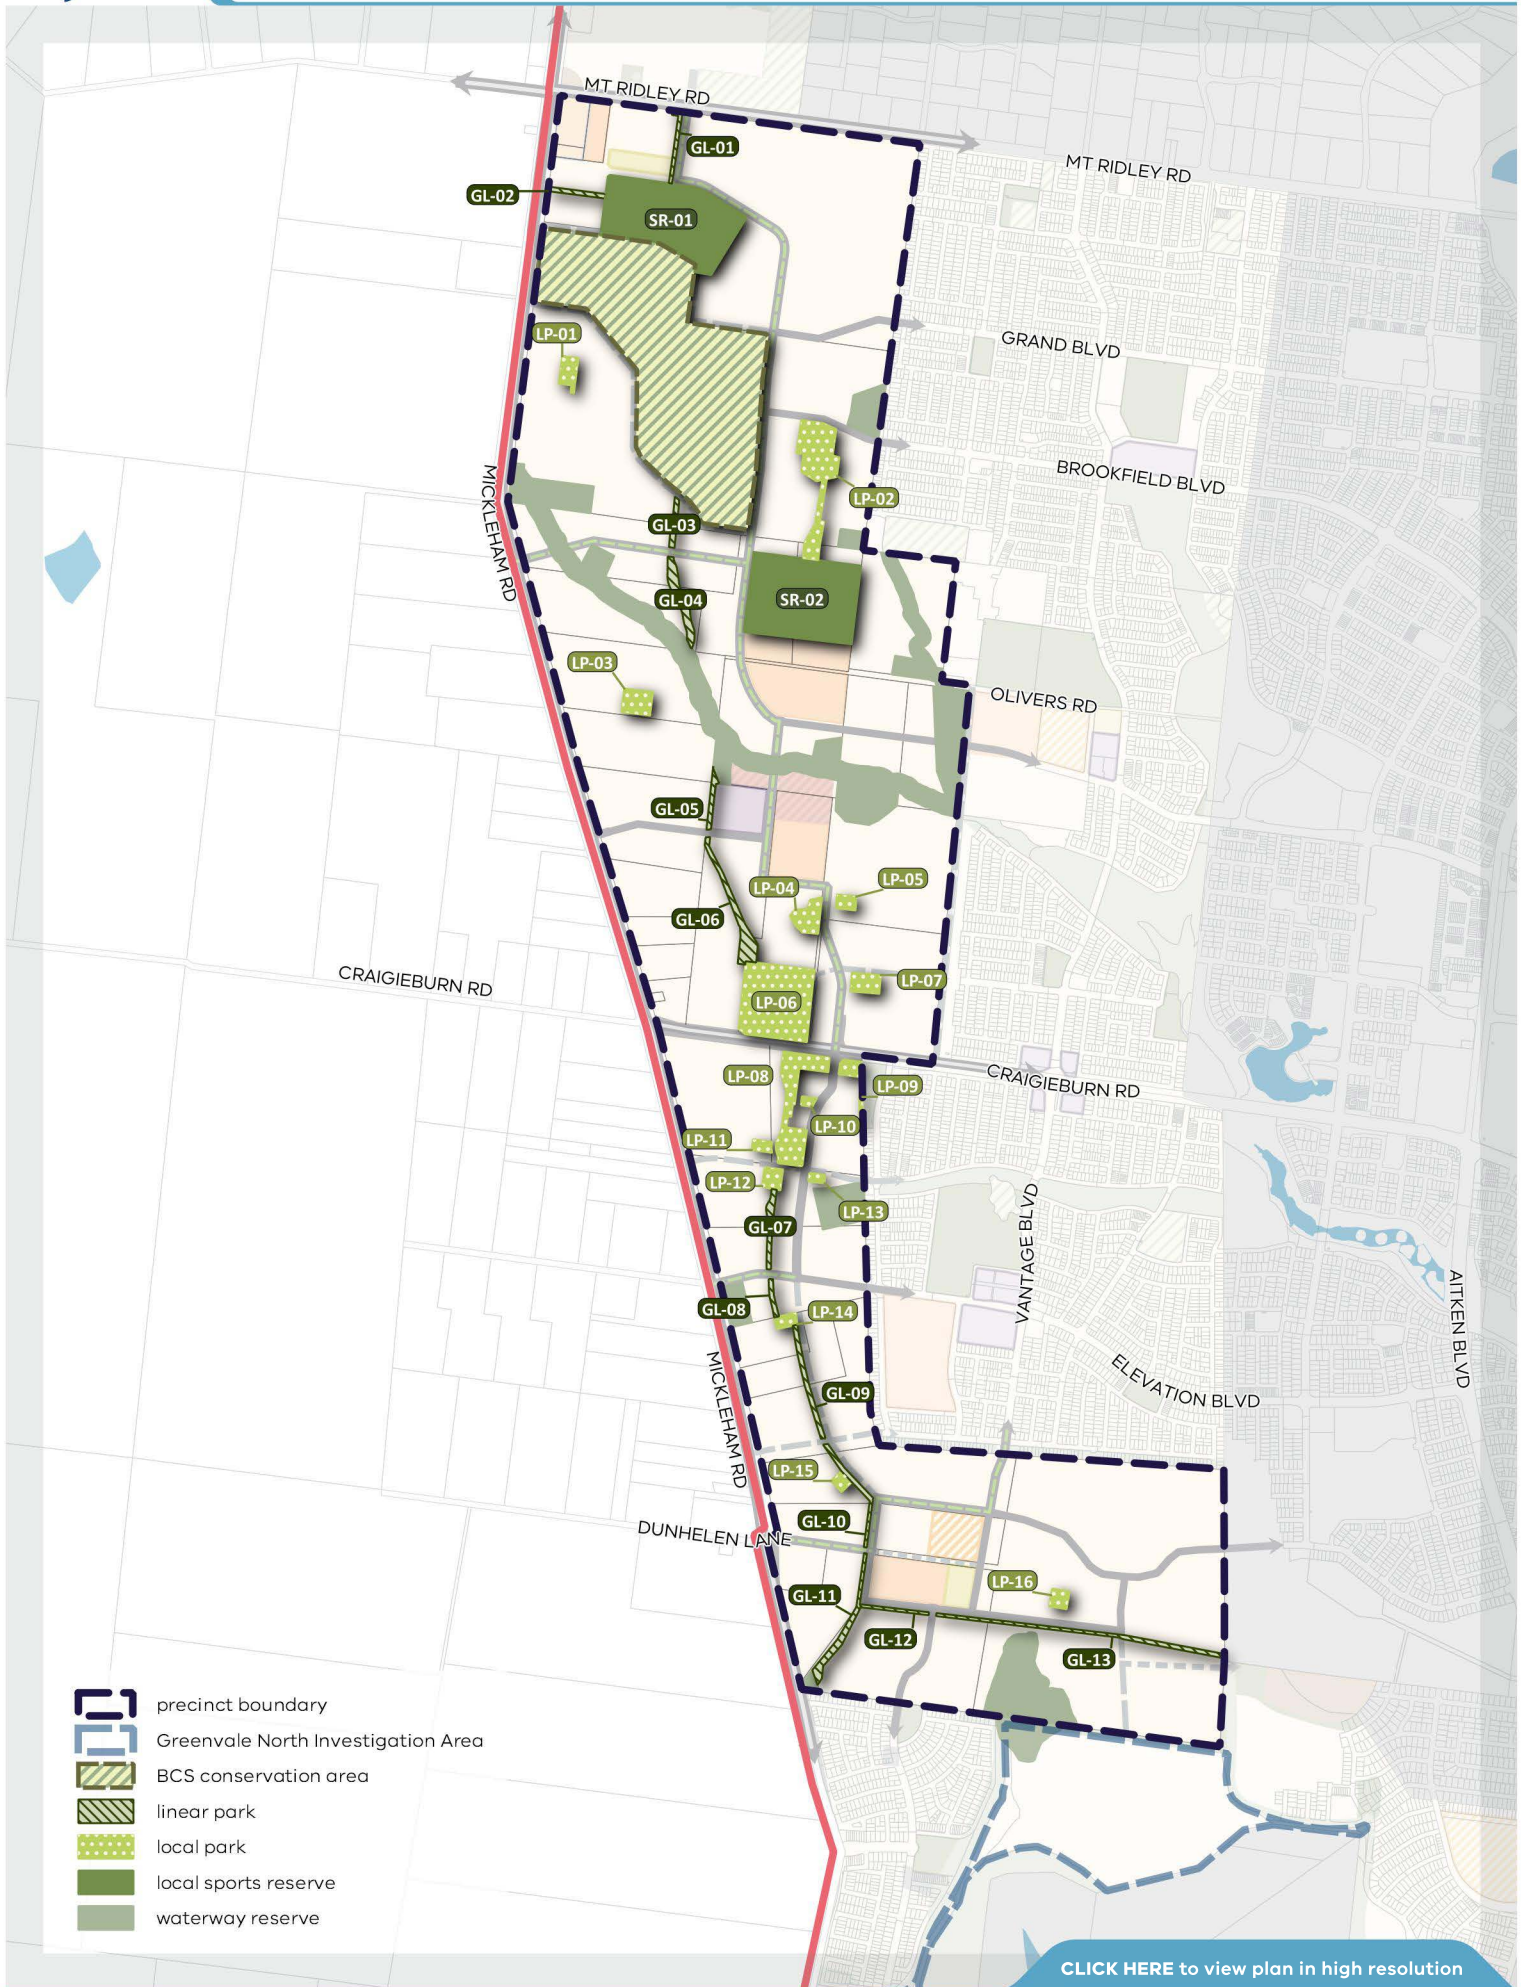 MT RIDLEY RD
GL-01
MT RIDLEY RD
GL-02
SR-01
LP-01
GRAND BLVD
BROOKFIELD BLVD
MICKLEHAM RD
LP-02
GL-03
GL-04
SR-02
LP-03
OLIVERS RD
GL-05
LP-04
LP-05
GL-06
CRAIGIEBURN RD
LP-07
LP-06
LP-08
CRAIGIEBURN RD
LP-09
LP-10
LP-11
LP-12
LP-13
GL-07
VANTAGE BLVD
GL-08
LP-14
AITKEN BLVD
MICKLEHAM RD
ELEVATION BLVD
GL-09
LP-15
GL-10
DUNHELEN LANE
LP-16
GL-11
GL-12
GL-13
precinct boundary
Greenvale North Investigation Area
BCS conservation area
linear park
local park
local sports reserve
waterway reserve
CLICK HERE to view plan in high resolution